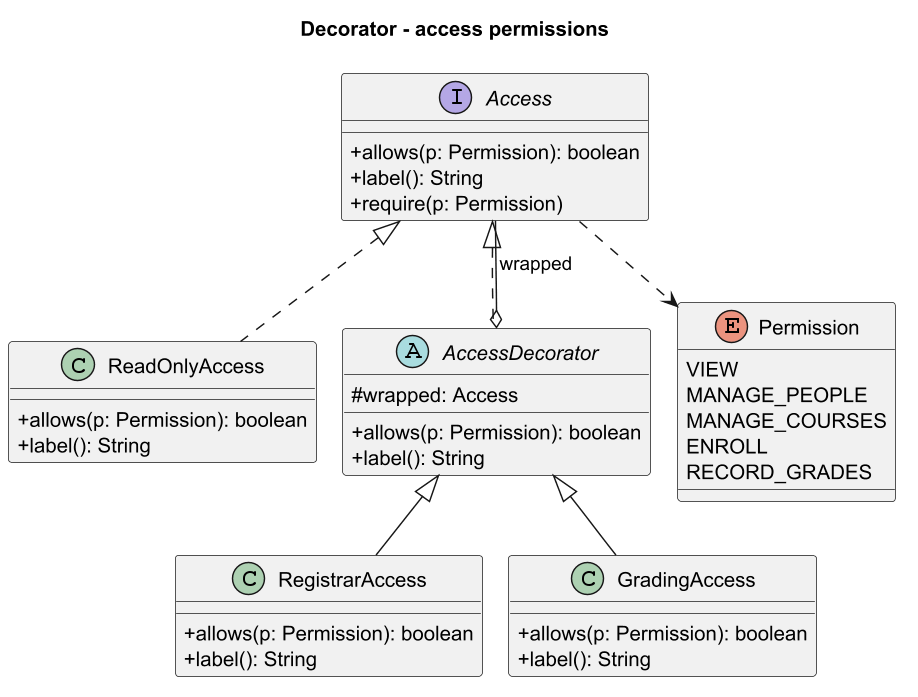 Decorator - access permissions
I Access
+allows(p: Permission): boolean
+label(): String
+require(p: Permission)
wrapped
C ReadOnlyAccess
+allows(p: Permission): boolean
+label(): String
A AccessDecorator
#wrapped: Access
+allows(p: Permission): boolean
+label(): String
E Permission
VIEW
MANAGE_PEOPLE
MANAGE_COURSES
ENROLL
RECORD_GRADES
C RegistrarAccess
+allows(p: Permission): boolean
+label(): String
C GradingAccess
+allows(p: Permission): boolean
+label(): String